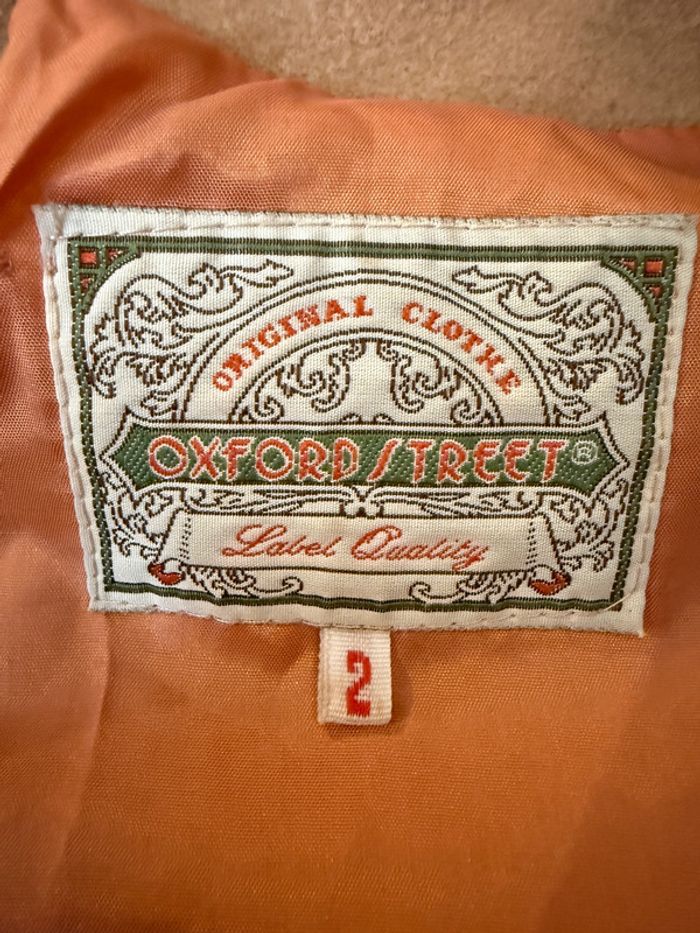 ORIGINAL CLOTHE
OXFORD STREET®
Label Quality
2